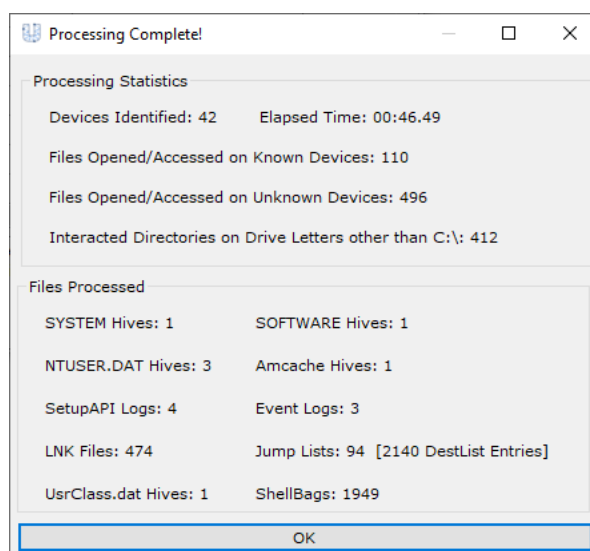 Processing Complete!
Processing Statistics
Devices Identified: 42 Elapsed Time: 00:46.49
Files Opened/Accessed on Known Devices: 110
Files Opened/Accessed on Unknown Devices: 496
Interacted Directories on Drive Letters other than C:\: 412
Files Processed
SYSTEM Hives: 1 SOFTWARE Hives: 1
NTUSER.DAT Hives: 3 Amcache Hives: 1
SetupAPI Logs: 4 Event Logs: 3
LNK Files: 474 Jump Lists: 94 [2140 DestList Entries]
UsrClass.dat Hives: 1 ShellBags: 1949
OK